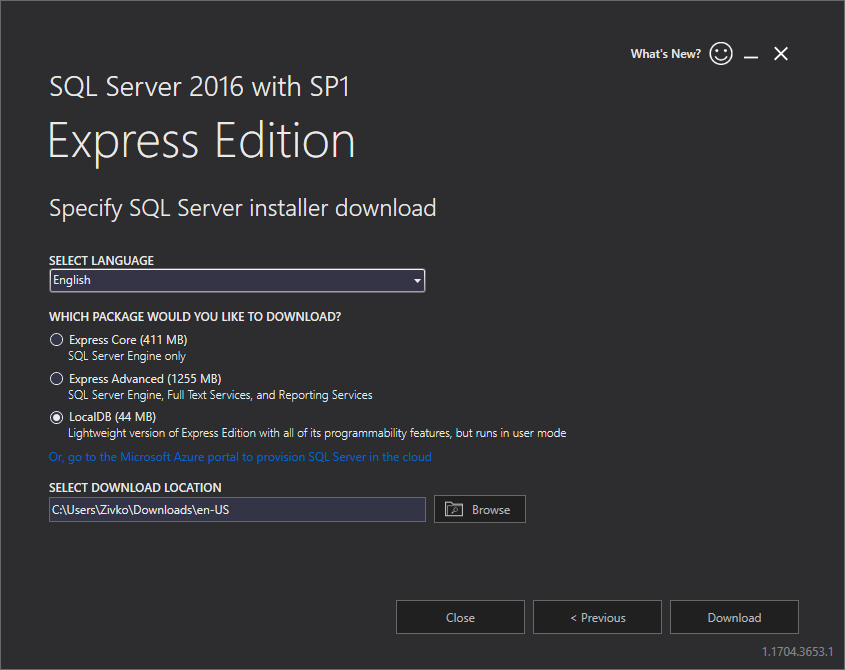 What's New?
SQL Server 2016 with SP1
Express Edition
Specify SQL Server installer download
SELECT LANGUAGE
English
WHICH PACKAGE WOULD YOU LIKE TO DOWNLOAD?
Express Core (411 MB)
SQL Server Engine only
Express Advanced (1255 MB)
SQL Server Engine, Full Text Services, and Reporting Services
LocalDB (44 MB)
Lightweight version of Express Edition with all of its programmability features, but runs in user mode
Or, go to the Microsoft Azure portal to provision SQL Server in the cloud
SELECT DOWNLOAD LOCATION
C:\Users\Zivko\Downloads\en-US
Browse
Close
< Previous
Download
1.1704.3653.1